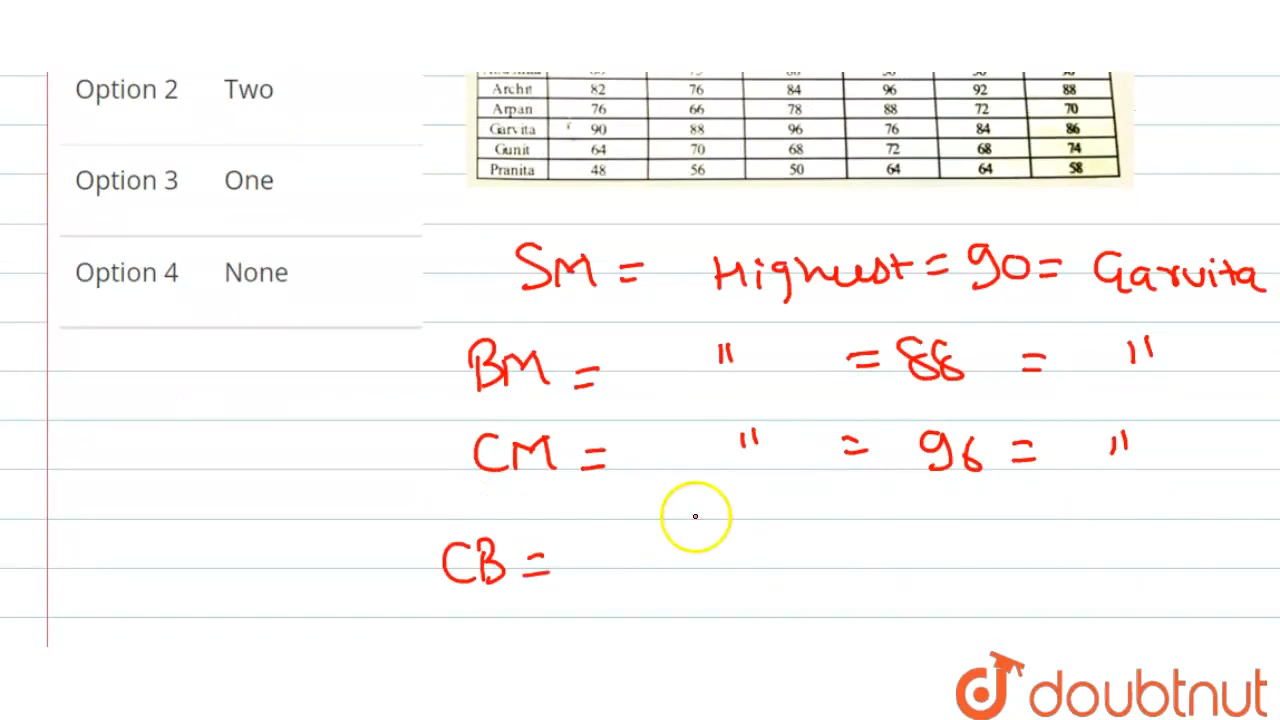 Option 2 Two
Option 3 One
Option 4 None
Archit 82 76 84 96 92 88
Arpan 76 66 78 88 72 70
Garvita 90 88 96 76 84 86
Gunit 64 70 68 72 68 74
Pranita 48 56 50 64 64 58
SM = Highest = 90 = Garvita
BM = " = 88 = "
CM = " = 96 = "
CB =
doubtnut